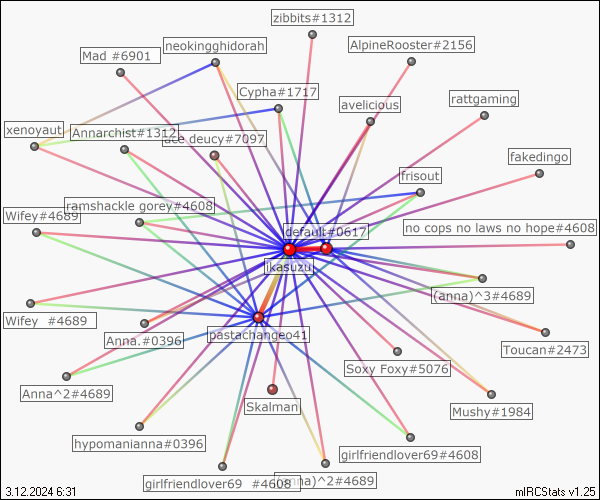 zibbits#1312
neokingghidorah
AlpineRooster#2156
Mad #6901
Cypha#1717
rattgaming
avelicious
xenoyaut
Annarchist#1312
ace deucy#7097
fakedingo
frisout
ramshackle gorey#4608
Wifey#4689
no cops no laws no hope#4608
default#0617
ikasuzu
(anna)^3#4689
Wifey #4689
pastachangeo41
Anna.#0396
Toucan#2473
Soxy Foxy#5076
Anna^2#4689
Skalman
Mushy#1984
hypomanianna#0396
girlfriendlover69#4608
girlfriendlover69 #4608
(anna)^2#4689
3.12.2024 6:31
mIRCStats v1.25